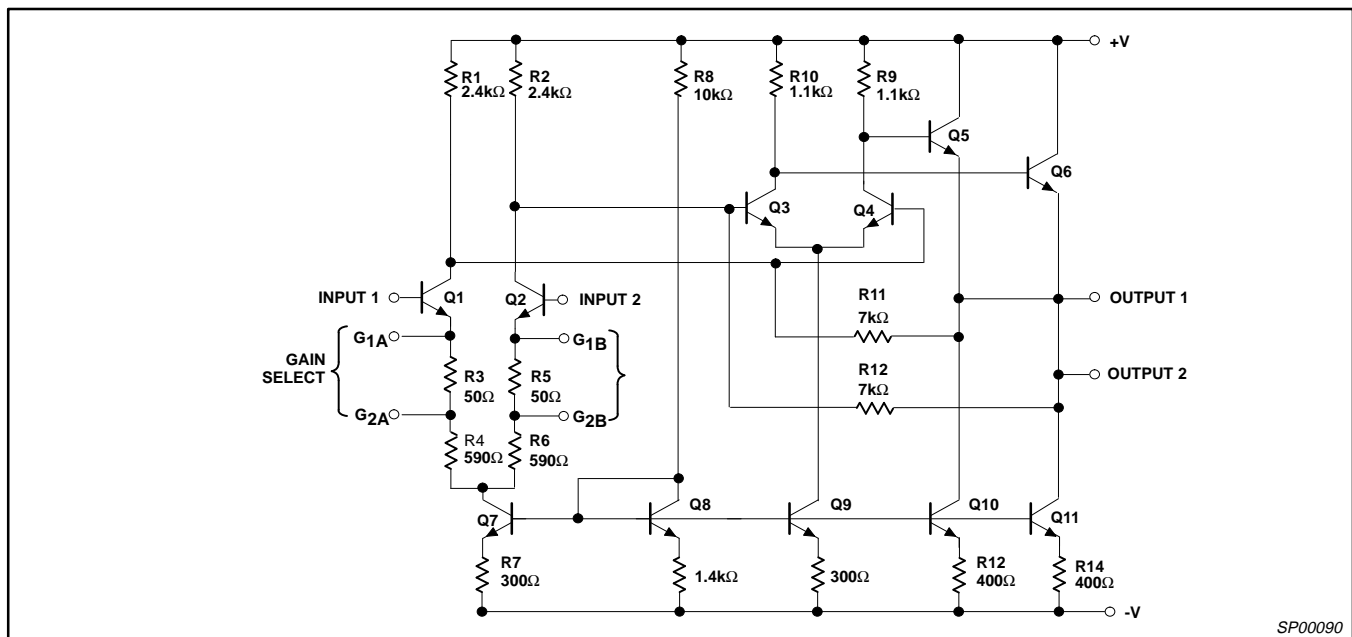 +V
R1
2.4kΩ
R2
2.4kΩ
R8
10kΩ
R10
1.1kΩ
R9
1.1kΩ
Q5
Q6
Q3
Q4
INPUT 1
Q1
Q2
INPUT 2
R11
7kΩ
OUTPUT 1
G1A
G1B
GAIN
SELECT
R3
50Ω
R5
50Ω
R12
7kΩ
OUTPUT 2
G2A
G2B
R4
590Ω
R6
590Ω
Q7
Q8
Q9
Q10
Q11
R7
300Ω
1.4kΩ
300Ω
R12
400Ω
R14
400Ω
-V
SP00090